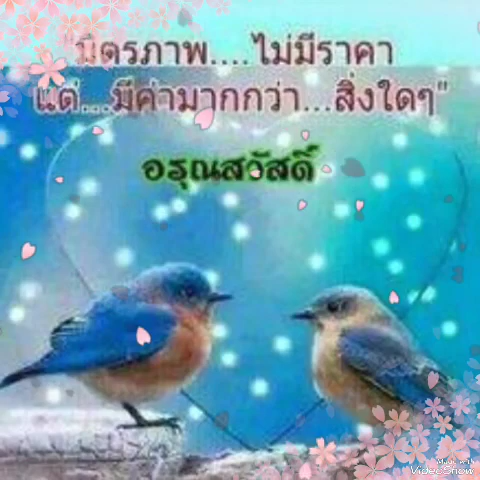 "มิตรภาพ....ไม่มีราคา
แต่...มีค่ามากกว่า...สิ่งใดๆ"
อรุณสวัสดิ์
Made with
VideoShow